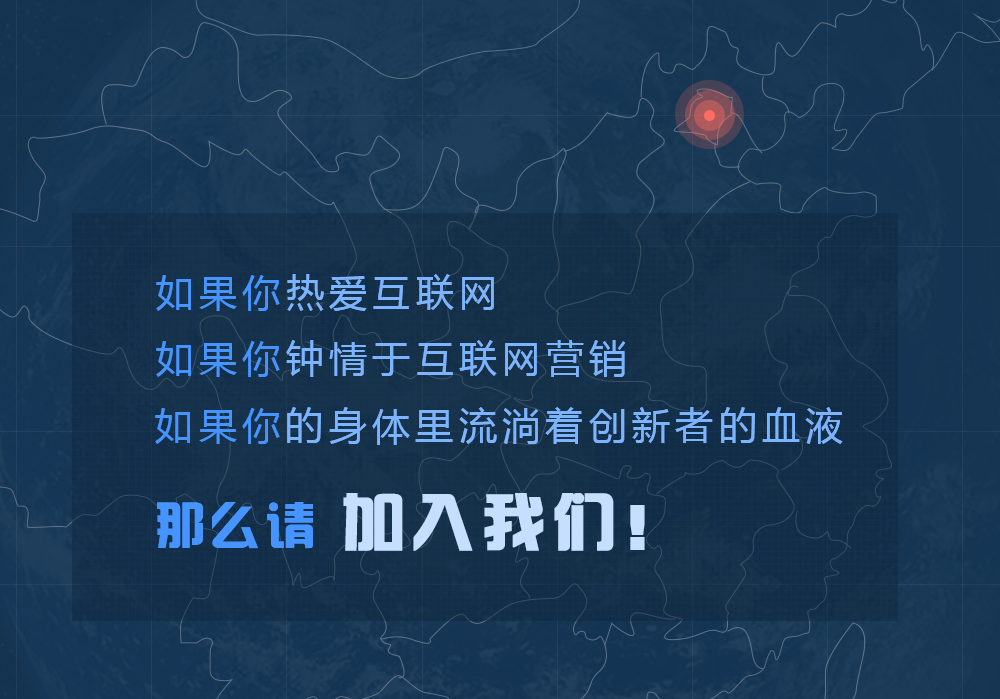 如果你热爱互联网
如果你钟情于互联网营销
如果你的身体里流淌着创新者的血液
那么请 加入我们!